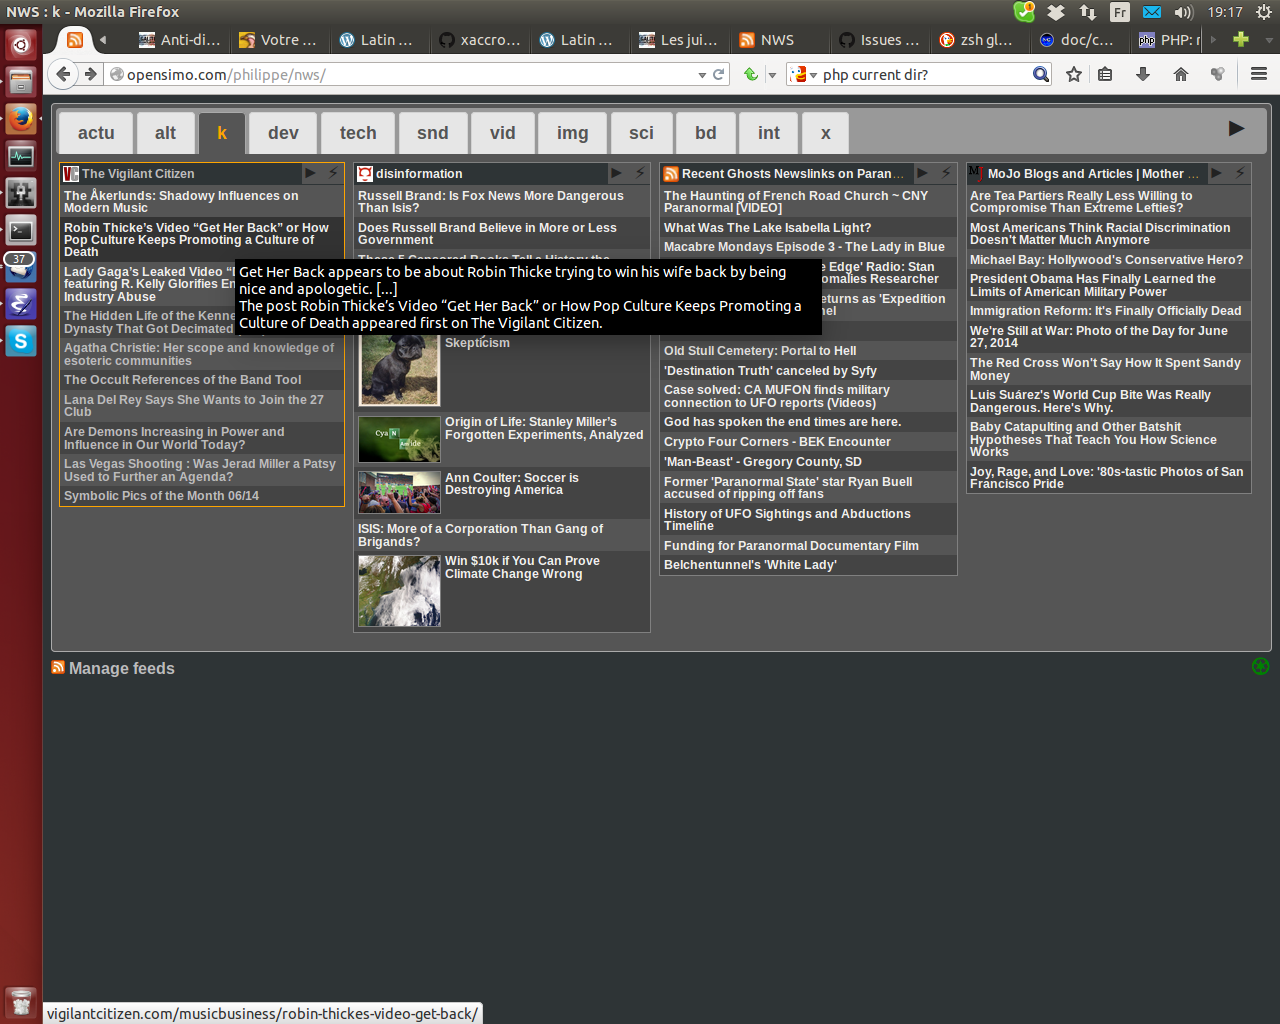 NWS : k - Mozilla Firefox
1
Fr
19:17
Anti-di...
Votre ...
Latin ...
xaccro...
Latin ...
Les jui...
NWS
Issues ...
zsh gl...
doc/c...
PHP: r
opensimo.com/philippe/nws/
php current dir?
actu
alt
k
dev
tech
snd
vid
img
sci
bd
int
x
The Vigilant Citizen
The Åkerlunds: Shadowy Influences on
Modern Music
Robin Thicke’s Video “Get Her Back” or How
Pop Culture Keeps Promoting a Culture of
Death
Lady Gaga’s Leaked Video “
featuring R. Kelly Glorifies En
Industry Abuse
The Hidden Life of the Kenne
Dynasty That Got Decimated
Agatha Christie: Her scope and knowledge of
esoteric communities
The Occult References of the Band Tool
Lana Del Rey Says She Wants to Join the 27
Club
Are Demons Increasing in Power and
Influence in Our World Today?
Las Vegas Shooting : Was Jerad Miller a Patsy
Used to Further an Agenda?
Symbolic Pics of the Month 06/14
Get Her Back appears to be about Robin Thicke trying to win his wife back by being
nice and apologetic. [...]
The post Robin Thicke’s Video “Get Her Back” or How Pop Culture Keeps Promoting a
Culture of Death appeared first on The Vigilant Citizen.
disinformation
Russell Brand: Is Fox News More Dangerous
Than Isis?
Does Russell Brand Believe in More or Less
Government
These 5 Censored Books Tell a History the
Skepticism
Origin of Life: Stanley Miller’s
Forgotten Experiments, Analyzed
Ann Coulter: Soccer is
Destroying America
ISIS: More of a Corporation Than Gang of
Brigands?
Win $10k if You Can Prove
Climate Change Wrong
Recent Ghosts Newslinks on Paran...
The Haunting of French Road Church ~ CNY
Paranormal [VIDEO]
What Was The Lake Isabella Light?
Macabre Mondays Episode 3 - The Lady in Blue
e Edge' Radio: Stan
omalies Researcher
eturns as 'Expedition
nel
Old Stull Cemetery: Portal to Hell
'Destination Truth' canceled by Syfy
Case solved: CA MUFON finds military
connection to UFO reports (Videos)
God has spoken the end times are here.
Crypto Four Corners - BEK Encounter
'Man-Beast' - Gregory County, SD
Former 'Paranormal State' star Ryan Buell
accused of ripping off fans
History of UFO Sightings and Abductions
Timeline
Funding for Paranormal Documentary Film
Belchentunnel's 'White Lady'
MoJo Blogs and Articles | Mother ...
Are Tea Partiers Really Less Willing to
Compromise Than Extreme Lefties?
Most Americans Think Racial Discrimination
Doesn't Matter Much Anymore
Michael Bay: Hollywood's Conservative Hero?
President Obama Has Finally Learned the
Limits of American Military Power
Immigration Reform: It's Finally Officially Dead
We're Still at War: Photo of the Day for June
27, 2014
The Red Cross Won't Say How It Spent Sandy
Money
Luis Suárez's World Cup Bite Was Really
Dangerous. Here's Why.
Baby Catapulting and Other Batshit
Hypotheses That Teach You How Science
Works
Joy, Rage, and Love: '80s-tastic Photos of San
Francisco Pride
37
Manage feeds
vigilantcitizen.com/musicbusiness/robin-thickes-video-get-back/